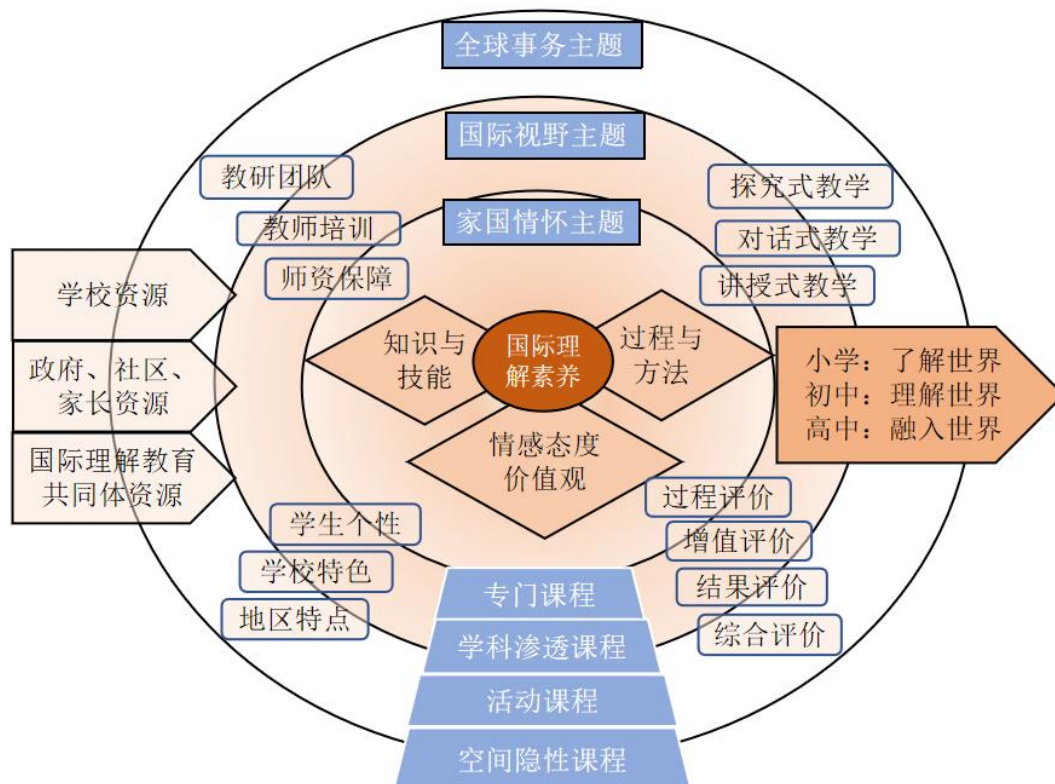 全球事务主题
国际视野主题
家国情怀主题
教研团队
教师培训
师资保障
探究式教学
对话式教学
讲授式教学
学校资源
政府、社区、
家长资源
国际理解教育
共同体资源
知识与
技能
国际理
解素养
过程与
方法
情感态度
价值观
小学：了解世界
初中：理解世界
高中：融入世界
学生个性
学校特色
地区特点
过程评价
增值评价
结果评价
综合评价
专门课程
学科渗透课程
活动课程
空间隐性课程